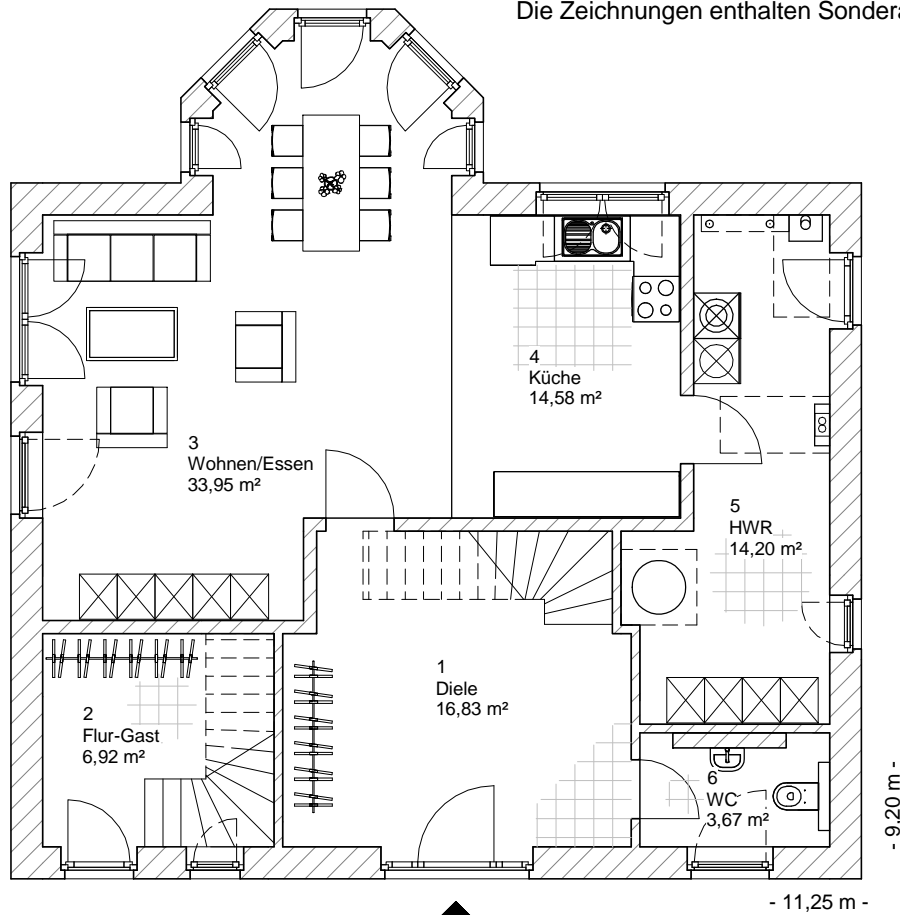 Die Zeichnungen enthalten Sondera
4
Küche
14,58 m²
3
Wohnen/Essen
33,95 m²
5
HWR
14,20 m²
1
Diele
16,83 m²
2
Flur-Gast
6,92 m²
6
WC
3,67 m²
- 9,20 m -
- 11,25 m -